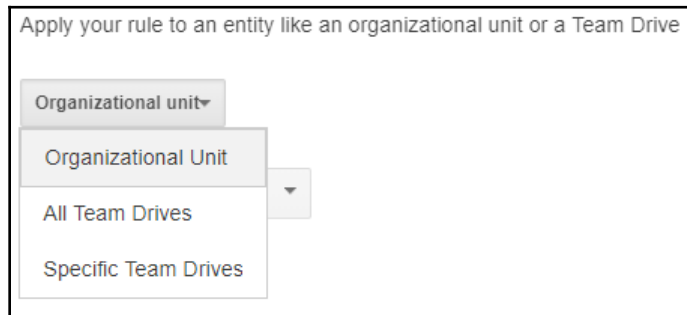 Apply your rule to an entity like an organizational unit or a Team Drive
Organizational unit
Organizational Unit
All Team Drives
Specific Team Drives